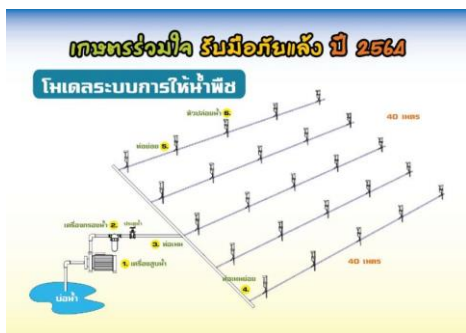 เกษตรร่วมใจ รับมือภัยแล้ง ปี 2564
โมเดลระบบการให้น้ำพืช
หัวปล่อยน้ำ 6.
40 เมตร
ท่อย่อย 5.
เครื่องกรองน้ำ 2. ประตูน้ำ
3. ท่อเมน
1. เครื่องสูบน้ำ
ท่อเมนย่อย 4.
40 เมตร
บ่อน้ำ